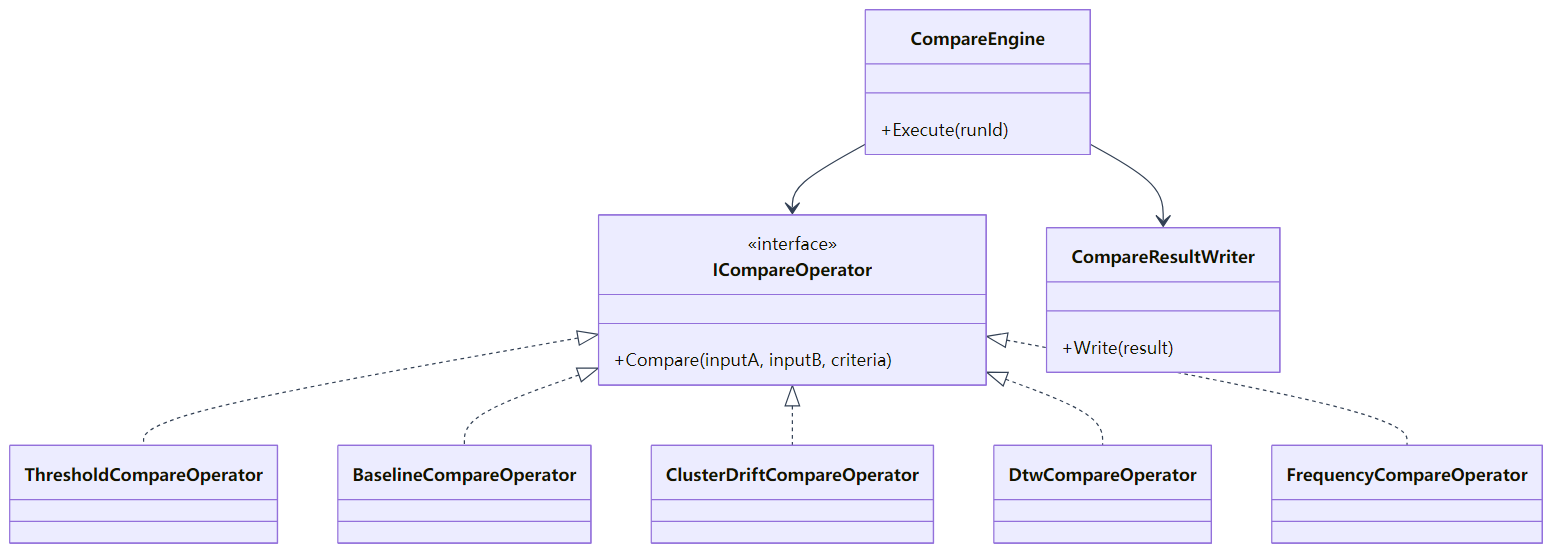 CompareEngine
+Execute(runId)
«interface»
ICompareOperator
+Compare(inputA, inputB, criteria)
CompareResultWriter
+Write(result)
ThresholdCompareOperator
BaselineCompareOperator
ClusterDriftCompareOperator
DtwCompareOperator
FrequencyCompareOperator